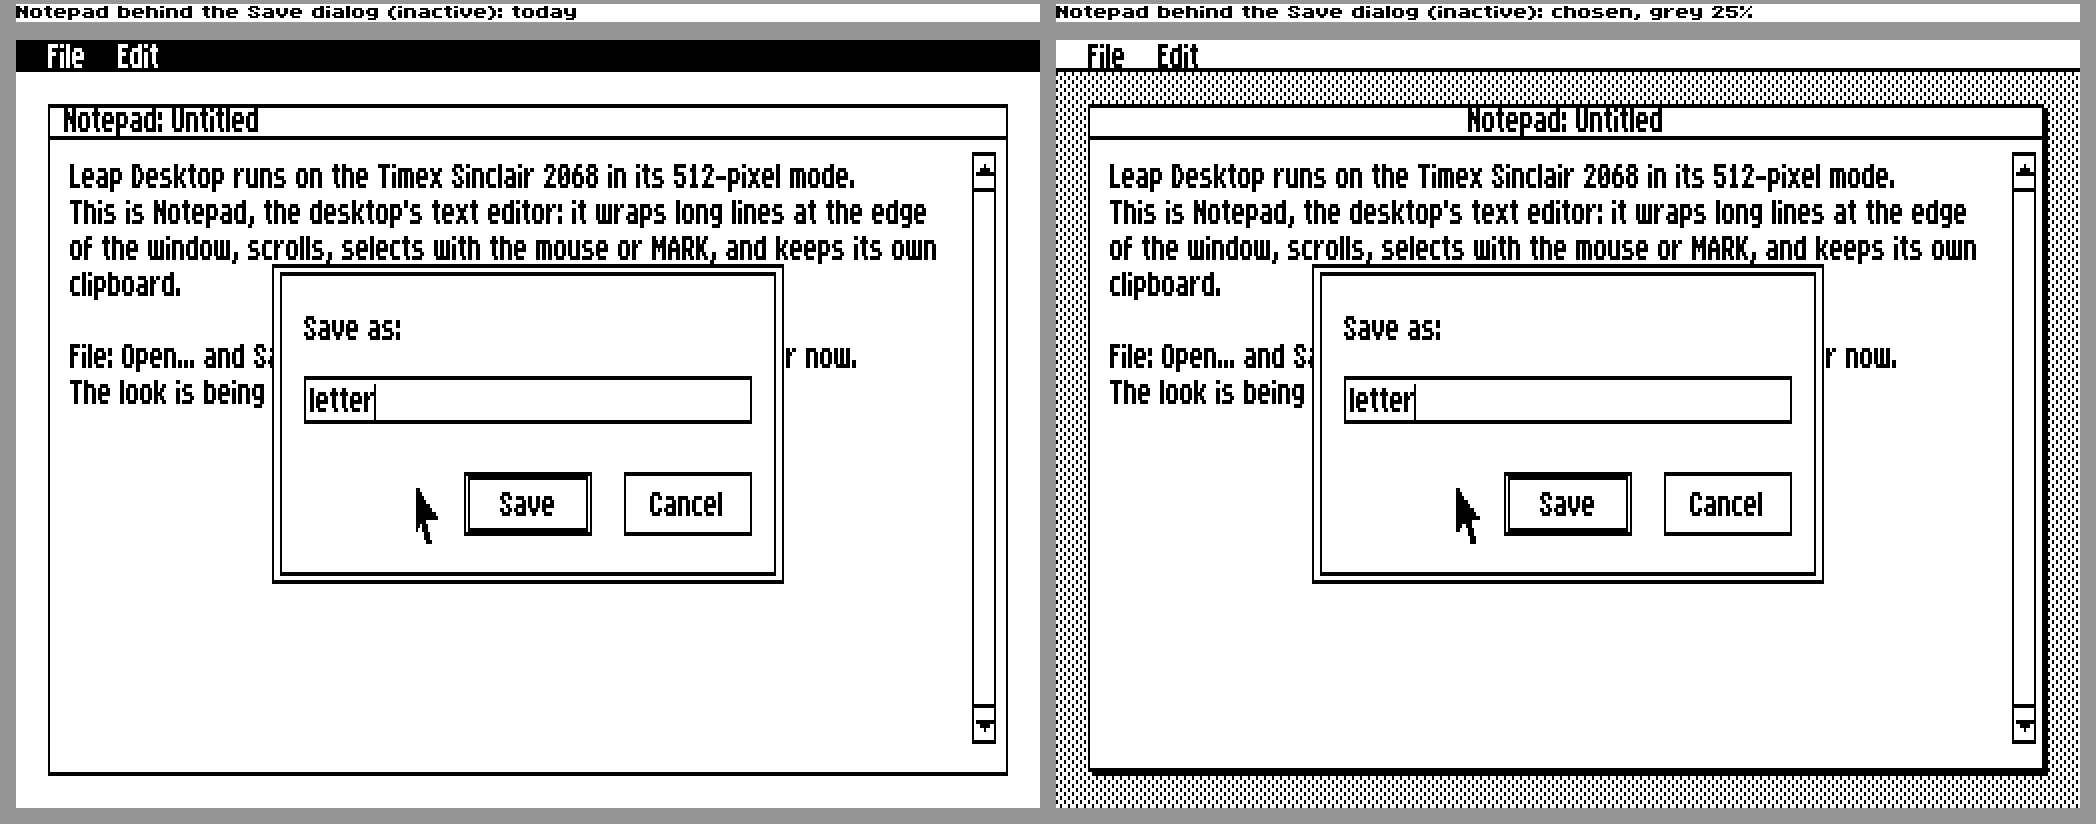 Notepad behind the Save dialog (inactive): today
File Edit
Notepad: Untitled
Leap Desktop runs on the Timex Sinclair 2068 in its 512-pixel mode.
This is Notepad, the desktop's text editor: it wraps long lines at the edge
of the window, scrolls, selects with the mouse or MARK, and keeps its own
clipboard.
File: Open... and Sa
r now.
The look is being
Save as:
letter
Save Cancel
Notepad behind the Save dialog (inactive): chosen, grey 25%
File Edit
Notepad: Untitled
Leap Desktop runs on the Timex Sinclair 2068 in its 512-pixel mode.
This is Notepad, the desktop's text editor: it wraps long lines at the edge
of the window, scrolls, selects with the mouse or MARK, and keeps its own
clipboard.
File: Open... and Sa
r now.
The look is being
Save as:
letter
Save Cancel